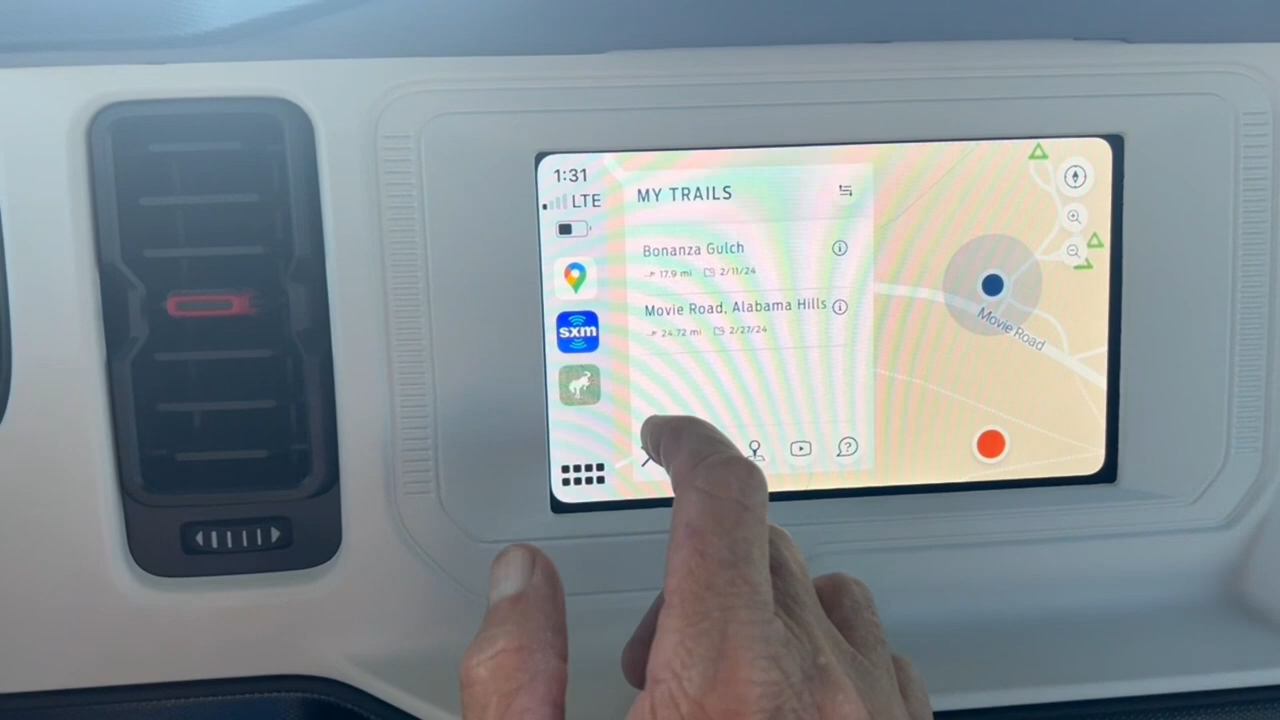 1:31
LTE
MY TRAILS
Bonanza Gulch
17.9 mi 2/11/24
Movie Road, Alabama Hills
24.72 mi 2/27/24
sxm
Movie Road